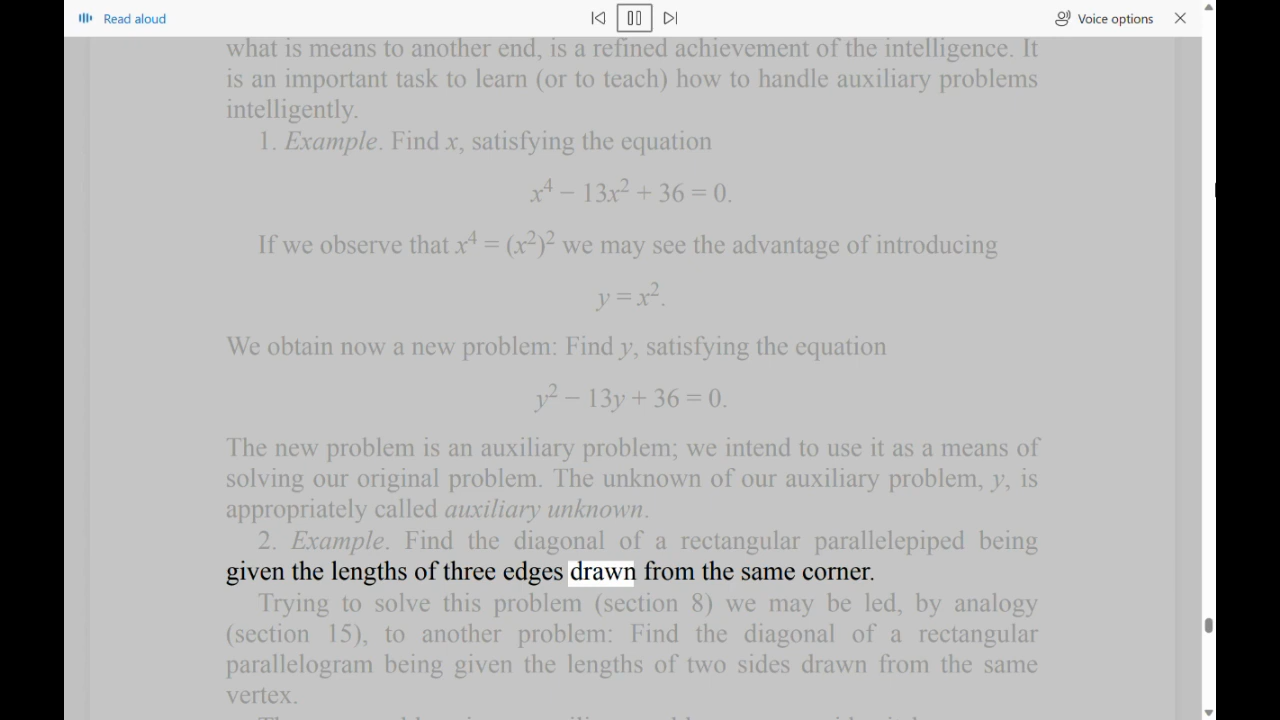 Read aloud
Voice options
what is means to another end, is a refined achievement of the intelligence. It
is an important task to learn (or to teach) how to handle auxiliary problems
intelligently.
1. Example. Find x, satisfying the equation
x⁴ − 13x² + 36 = 0.
If we observe that x⁴ = (x²)² we may see the advantage of introducing
y = x².
We obtain now a new problem: Find y, satisfying the equation
y² − 13y + 36 = 0.
The new problem is an auxiliary problem; we intend to use it as a means of
solving our original problem. The unknown of our auxiliary problem, y, is
appropriately called auxiliary unknown.
2. Example. Find the diagonal of a rectangular parallelepiped being
given the lengths of three edges drawn from the same corner.
Trying to solve this problem (section 8) we may be led, by analogy
(section 15), to another problem: Find the diagonal of a rectangular
parallelogram being given the lengths of two sides drawn from the same
vertex.